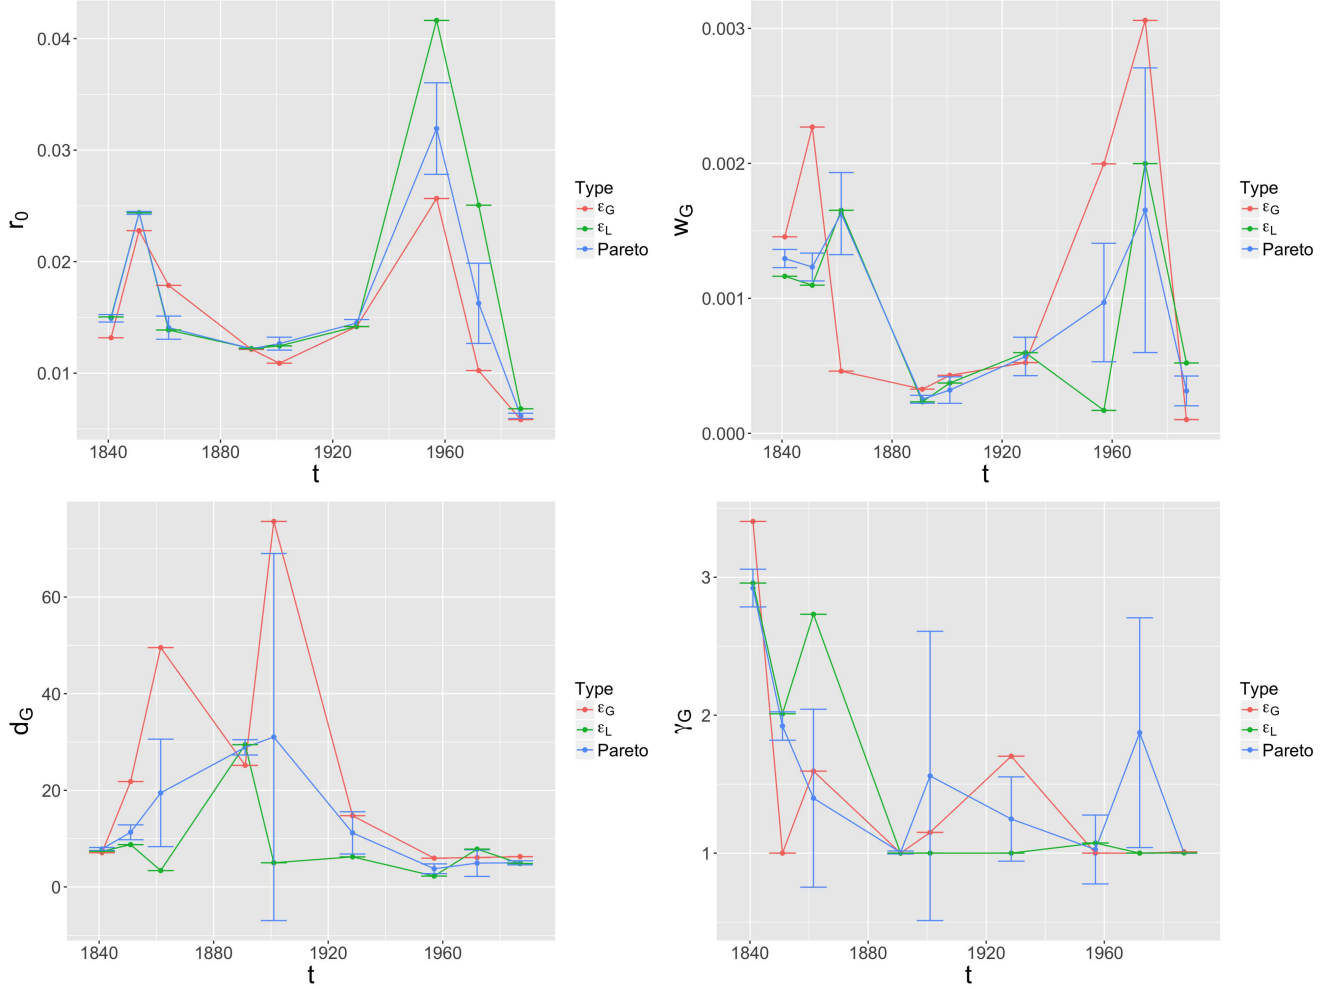 r0
0.04
0.03
0.02
0.01
1840 1880 1920 1960
t
Type
εG
εL
Pareto
wG
0.003
0.002
0.001
0.000
1840 1880 1920 1960
t
Type
εG
εL
Pareto
dG
60
40
20
0
1840 1880 1920 1960
t
Type
εG
εL
Pareto
γG
3
2
1
1840 1880 1920 1960
t
Type
εG
εL
Pareto